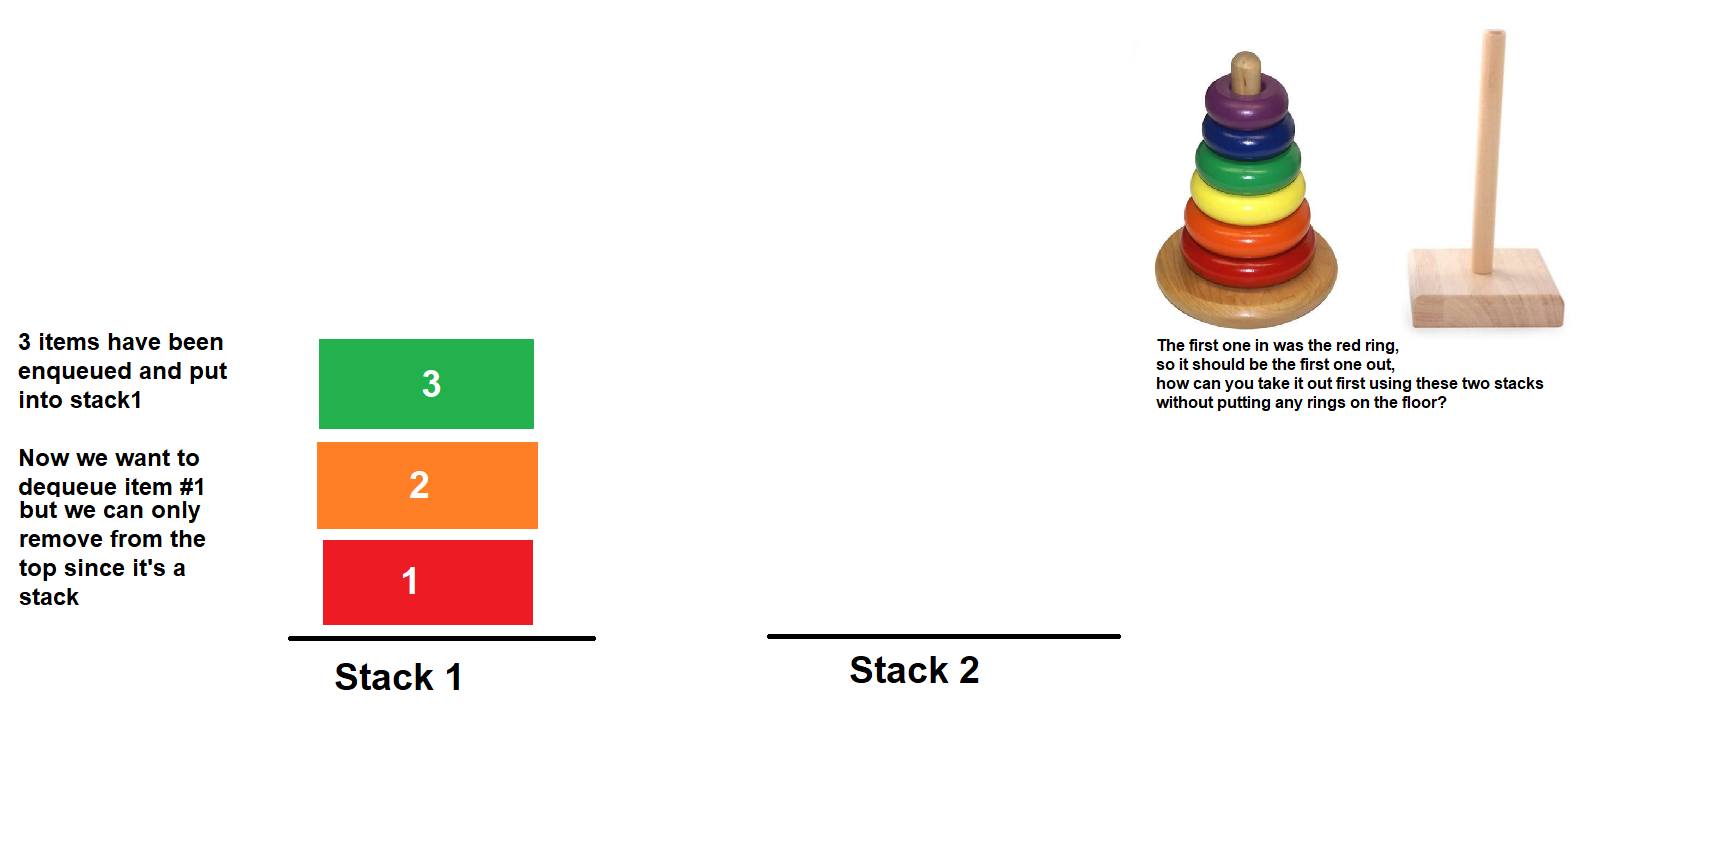 3 items have been
enqueued and put
into stack1
Now we want to
dequeue item #1
but we can only
remove from the
top since it's a
stack
3
2
1
Stack 1
Stack 2
The first one in was the red ring,
so it should be the first one out,
how can you take it out first using these two stacks
without putting any rings on the floor?